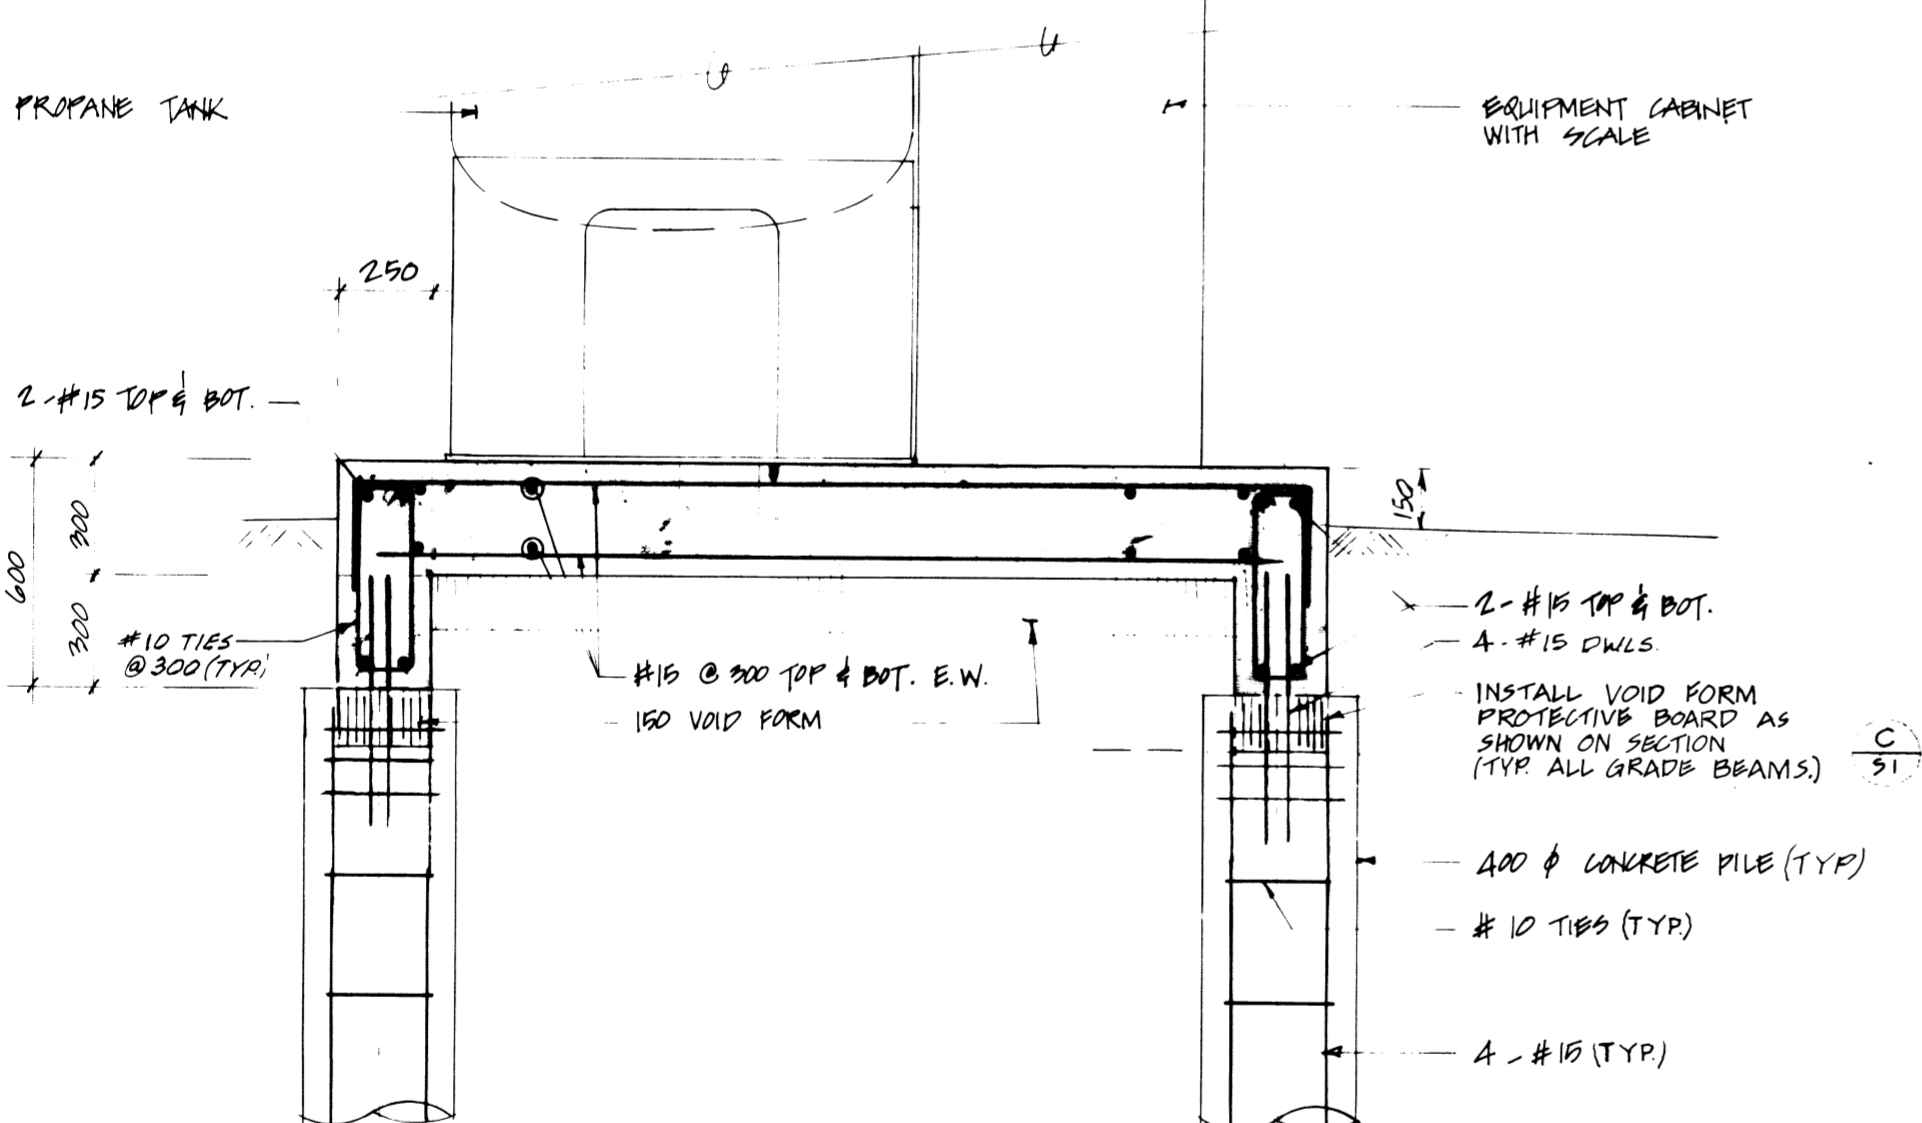 PROPANE TANK
EQUIPMENT CABINET
WITH SCALE
250
2-#15 TOP & BOT.
600
300
300
150
#10 TIES
@ 300 (TYP.)
#15 @ 300 TOP & BOT. E.W.
150 VOID FORM
2-#15 TOP & BOT.
4-#15 DWLS.
INSTALL VOID FORM
PROTECTIVE BOARD AS
SHOWN ON SECTION
(TYP. ALL GRADE BEAMS.)
C
S1
400 φ CONCRETE PILE (TYP)
#10 TIES (TYP.)
4-#15 (TYP.)